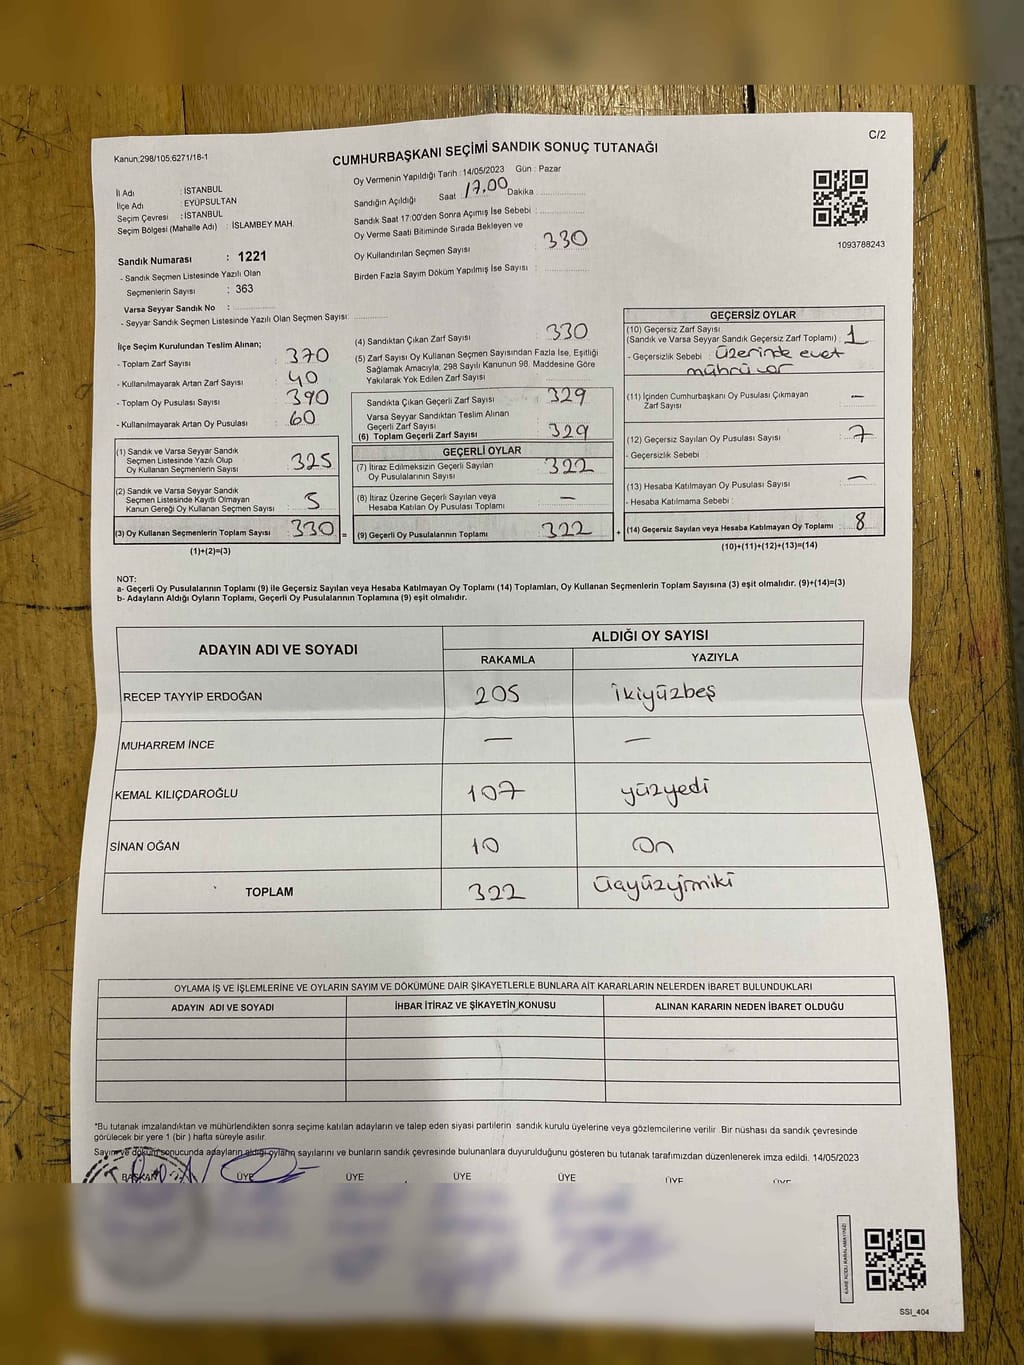 C/2
Kanun;298/105,6271/18-1
CUMHURBAŞKANI SEÇİMİ SANDIK SONUÇ TUTANAĞI
İl Adı : İSTANBUL
İlçe Adı : EYÜPSULTAN
Seçim Çevresi : İSTANBUL
Seçim Bölgesi (Mahalle Adı) : İSLAMBEY MAH.
Oy Vermenin Yapıldığı Tarih : 14/05/2023 Gün : Pazar
Sandığın Açıldığı Saat 17.00 Dakika
Sandık Saat 17:00'den Sonra Açımış İse Sebebi :
Oy Verme Saati Bitiminde Sırada Bekleyen ve
Oy Kullandırılan Seçmen Sayısı : 330
Birden Fazla Sayım Döküm Yapılmış İse Sayısı :
1093788243
Sandık Numarası : 1221
- Sandık Seçmen Listesinde Yazılı Olan
Seçmenlerin Sayısı : 363
Varsa Seyyar Sandık No :
- Seyyar Sandık Seçmen Listesinde Yazılı Olan Seçmen Sayısı:
İlçe Seçim Kurulundan Teslim Alınan;
- Toplam Zarf Sayısı : 370
- Kullanılmayarak Artan Zarf Sayısı : 40
- Toplam Oy Pusulası Sayısı : 390
- Kullanılmayarak Artan Oy Pusulası : 60
(1) Sandık ve Varsa Seyyar Sandık
Seçmen Listesinde Yazılı Olup
Oy Kullanan Seçmenlerin Sayısı : 325
(2) Sandık ve Varsa Seyyar Sandık
Seçmen Listesinde Kayıtlı Olmayan
Kanun Gereği Oy Kullanan Seçmen Sayısı : 5
(3) Oy Kullanan Seçmenlerin Toplam Sayısı : 330 =
(1)+(2)=(3)
(4) Sandıktan Çıkan Zarf Sayısı : 330
(5) Zarf Sayısı Oy Kullanan Seçmen Sayısından Fazla İse, Eşitliği
Sağlamak Amacıyla, 298 Sayılı Kanunun 98. Maddesine Göre
Yakılarak Yok Edilen Zarf Sayısı
Sandıkta Çıkan Geçerli Zarf Sayısı : 329
Varsa Seyyar Sandıktan Teslim Alınan
Geçerli Zarf Sayısı
(6) Toplam Geçerli Zarf Sayısı : 329
GEÇERLİ OYLAR
(7) İtiraz Edilmeksizin Geçerli Sayılan
Oy Pusulasının Sayısı : 322
(8) İtiraz Üzerine Geçerli Sayılan veya
Hesaba Katılan Oy Pusulası Toplamı : —
(9) Geçerli Oy Pusulalarının Toplamı : 322 +
GEÇERSİZ OYLAR
(10) Geçersiz Zarf Sayısı
(Sandık ve Varsa Seyyar Sandık Geçersiz Zarf Toplamı) : 1
- Geçersizlik Sebebi : Üzerinde evet
mührü var
(11) İçinden Cumhurbaşkanı Oy Pusulası Çıkmayan
Zarf Sayısı : —
(12) Geçersiz Sayılan Oy Pusulası Sayısı : 7
- Geçersizlik Sebebi :
(13) Hesaba Katılmayan Oy Pusulası Sayısı : —
- Hesaba Katılmama Sebebi :
(14) Geçersiz Sayılan veya Hesaba Katılmayan Oy Toplamı : 8
(10)+(11)+(12)+(13)=(14)
NOT:
a- Geçerli Oy Pusulalarının Toplamı (9) ile Geçersiz Sayılan veya Hesaba Katılmayan Oy Toplamı (14) Toplamları, Oy Kullanan Seçmenlerin Toplam Sayısına (3) eşit olmalıdır. (9)+(14)=(3)
b- Adayların Aldığı Oyların Toplamı, Geçerli Oy Pusulalarının Toplamına (9) eşit olmalıdır.
ADAYIN ADI VE SOYADI
ALDIĞI OY SAYISI
RAKAMLA YAZIYLA
RECEP TAYYİP ERDOĞAN 205 ikiyüzbeş
MUHARREM İNCE — —
KEMAL KILIÇDAROĞLU 107 yüzyedi
SİNAN OĞAN 10 On
TOPLAM 322
OYLAMA İŞ VE İŞLEMLERİNE VE OYLARIN SAYIM VE DÖKÜMÜNE DAİR ŞİKAYETLERLE BUNLARA AİT KARARLARIN NELERDEN İBARET BULUNDUKLARI
ADAYIN ADI VE SOYADI İHBAR İTİRAZ VE ŞİKAYETİN KONUSU ALINAN KARARIN NEDEN İBARET OLDUĞU
*Bu tutanak imzalandıktan ve mühürlendikten sonra seçime katılan adayların ve talep eden siyasi partilerin sandık kurulu üyelerine veya gözlemcilerine verilir Bir nüshası da sandık çevresinde
görülecek bir yere 1 (bir) hafta süreyle asılır.
Sayım ve döküm sonucunda adayların aldığı oyların sayılarını ve bunların sandık çevresinde bulunanlara duyurulduğunu gösteren bu tutanak tarafımızdan düzenlenerek imza edildi. 14/05/2023
BAŞKAN ÜYE ÜYE ÜYE ÜYE ÜYE ÜYE
SSI_404